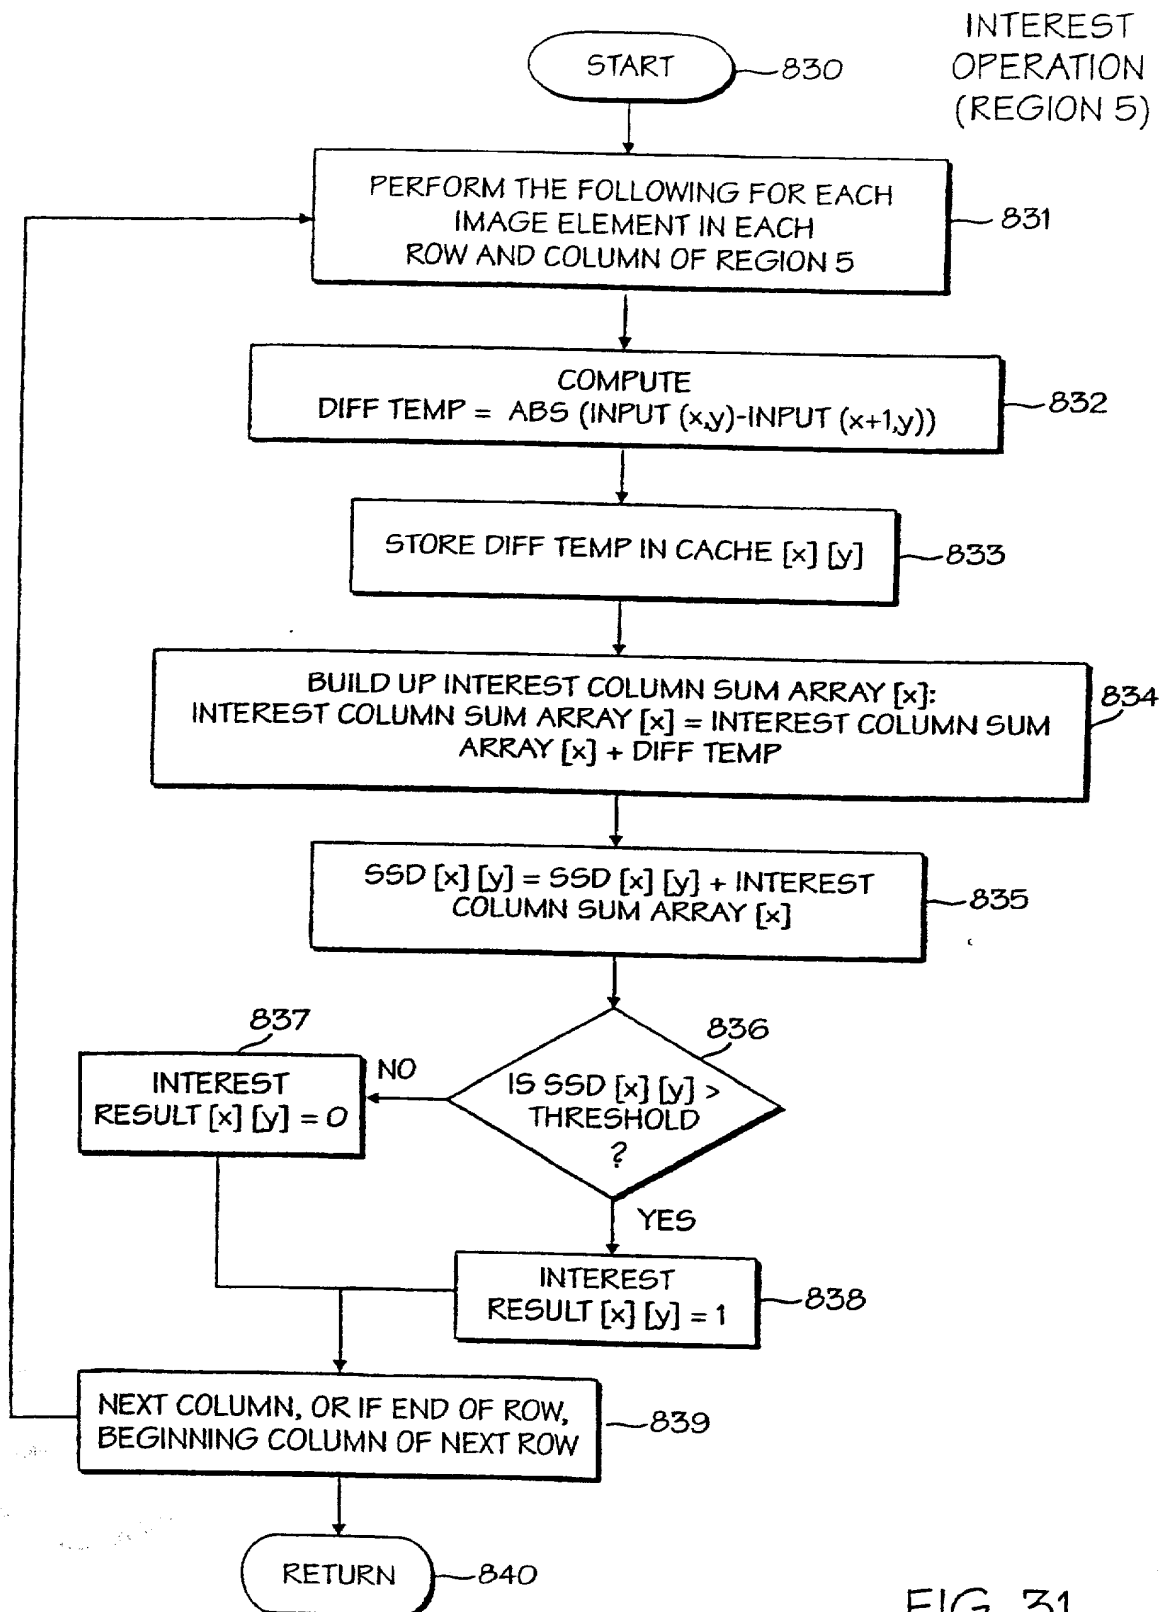 INTEREST
OPERATION
(REGION 5)
START
830
PERFORM THE FOLLOWING FOR EACH
IMAGE ELEMENT IN EACH
ROW AND COLUMN OF REGION 5
831
COMPUTE
DIFF TEMP = ABS (INPUT (x,y)-INPUT (x+1,y))
832
STORE DIFF TEMP IN CACHE [x] [y]
833
BUILD UP INTEREST COLUMN SUM ARRAY [x]:
INTEREST COLUMN SUM ARRAY [x] = INTEREST COLUMN SUM
ARRAY [x] + DIFF TEMP
834
SSD [x] [y] = SSD [x] [y] + INTEREST
COLUMN SUM ARRAY [x]
835
836
IS SSD [x] [y] >
THRESHOLD
?
NO
837
INTEREST
RESULT [x] [y] = 0
YES
INTEREST
RESULT [x] [y] = 1
838
NEXT COLUMN, OR IF END OF ROW,
BEGINNING COLUMN OF NEXT ROW
839
RETURN
840
FIG. 31